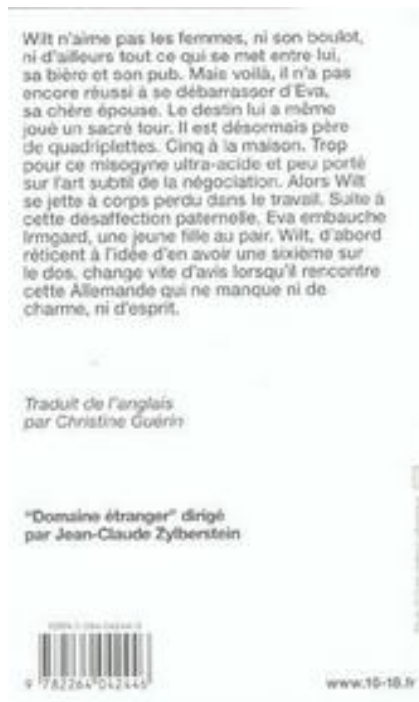 Wilt n'aime pas les femmes, ni son boulot,
ni d'ailleurs tout ce qui se met entre lui,
sa bière et son pub. Mais voilà, il n'a pas
encore réussi à se débarrasser d'Eva,
sa chère épouse. Le destin lui a même
joué un sacré tour. Il est désormais père
de quadriplettes. Cinq à la maison. Trop
pour ce misogyne ultra-acide et peu porté
sur l'art subtil de la négociation. Alors Wilt
se jette à corps perdu dans le travail. Suite à
cette désaffection paternelle, Eva embauche
Irmgard, une jeune fille au pair. Wilt, d'abord
réticent à l'idée d'en avoir une sixième sur
le dos, change vite d'avis lorsqu'il rencontre
cette Allemande qui ne manque ni de
charme, ni d'esprit.
Traduit de l'anglais
par Christine Guérin
"Domaine étranger" dirigé
par Jean-Claude Zylberstein
9 782264 042446
www.10-18.fr